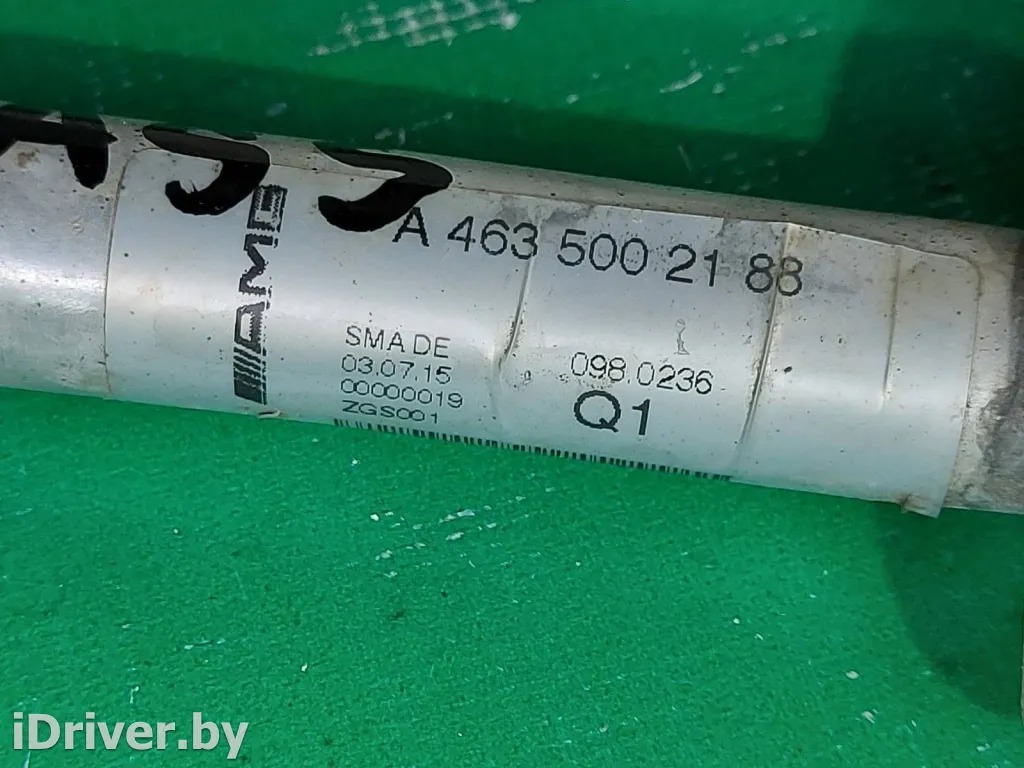 AMG
A 463 500 21 88
SMA DE
03.07.15
00000019
ZGS001
098.0236
Q1
iDriver.by